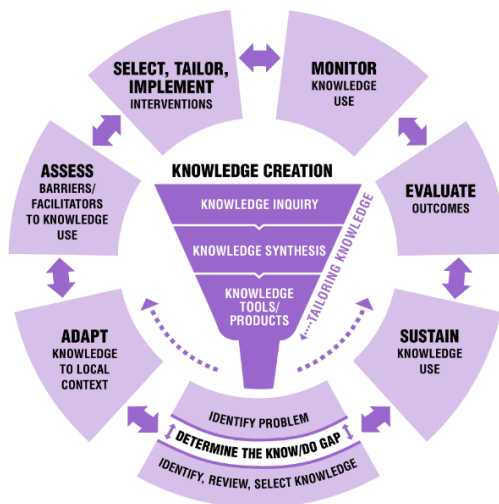 SELECT, TAILOR,
IMPLEMENT
INTERVENTIONS
MONITOR
KNOWLEDGE
USE
ASSESS
BARRIERS/
FACILITATORS
TO KNOWLEDGE
USE
KNOWLEDGE CREATION
KNOWLEDGE INQUIRY
KNOWLEDGE SYNTHESIS
KNOWLEDGE
TOOLS/
PRODUCTS
TAILORING KNOWLEDGE
EVALUATE
OUTCOMES
ADAPT
KNOWLEDGE
TO LOCAL
CONTEXT
SUSTAIN
KNOWLEDGE
USE
IDENTIFY PROBLEM
DETERMINE THE KNOW/DO GAP
IDENTIFY, REVIEW, SELECT KNOWLEDGE